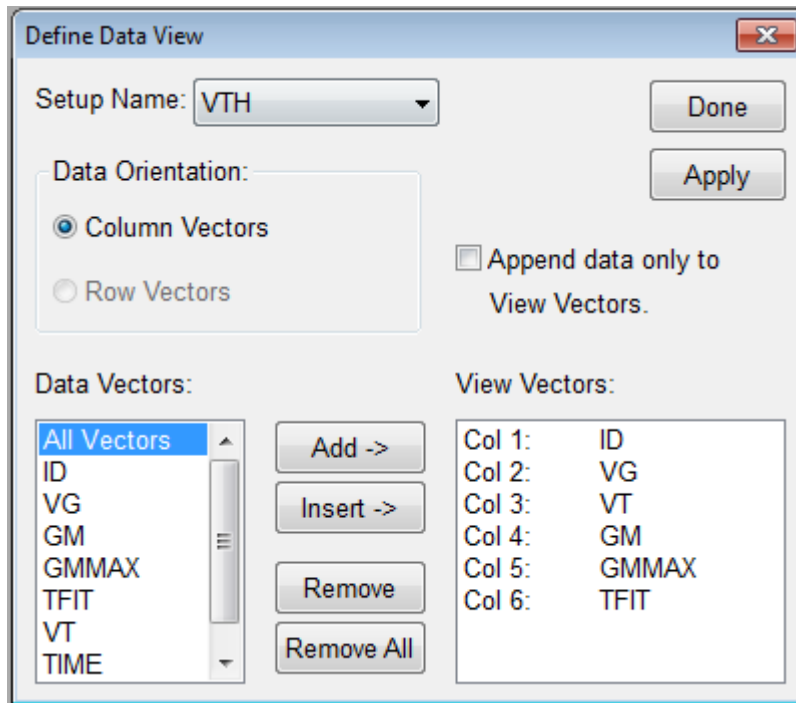 Define Data View
Setup Name: VTH
Done
Data Orientation:
Apply
Column Vectors
Row Vectors
Append data only to
View Vectors.
Data Vectors:
All Vectors
ID
VG
GM
GMMAX
TFIT
VT
TIME
Add ->
Insert ->
Remove
Remove All
View Vectors:
Col 1: ID
Col 2: VG
Col 3: VT
Col 4: GM
Col 5: GMMAX
Col 6: TFIT